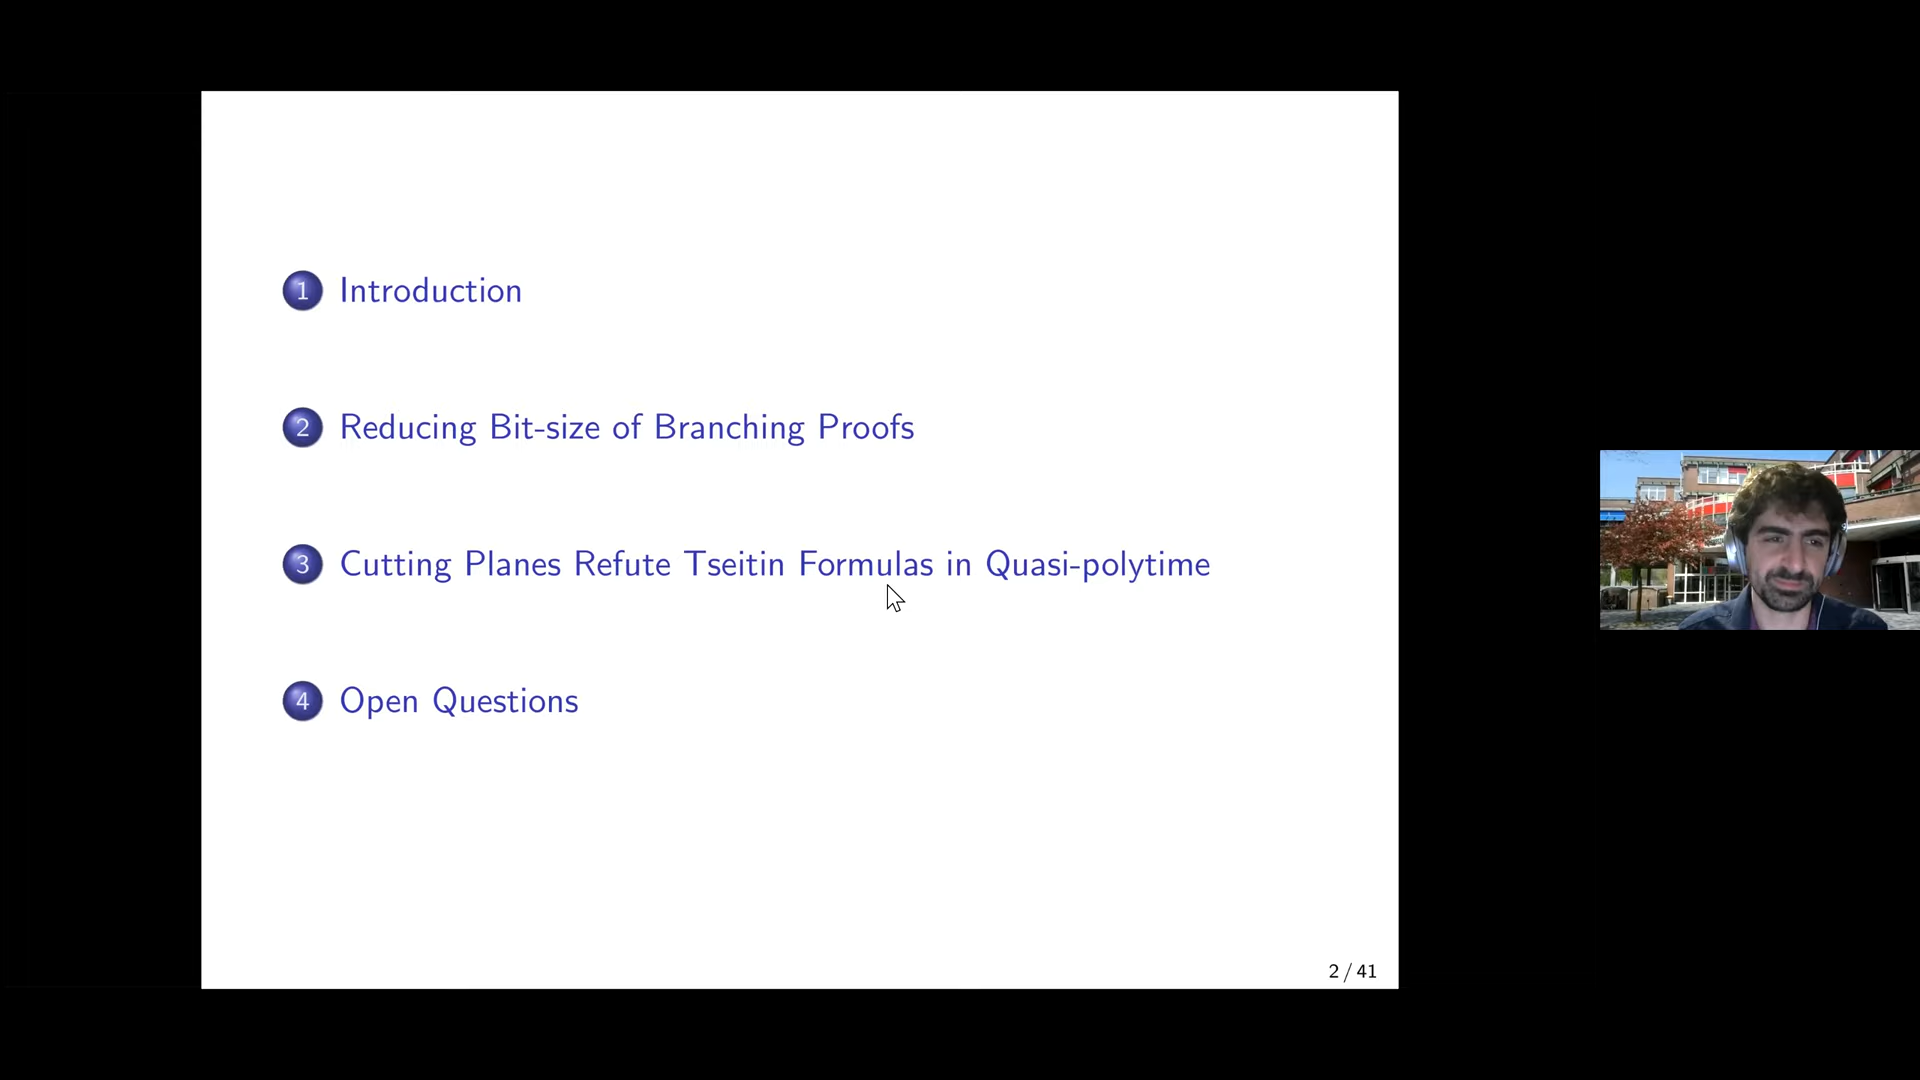 1 Introduction
2 Reducing Bit-size of Branching Proofs
3 Cutting Planes Refute Tseitin Formulas in Quasi-polytime
4 Open Questions
2 / 41